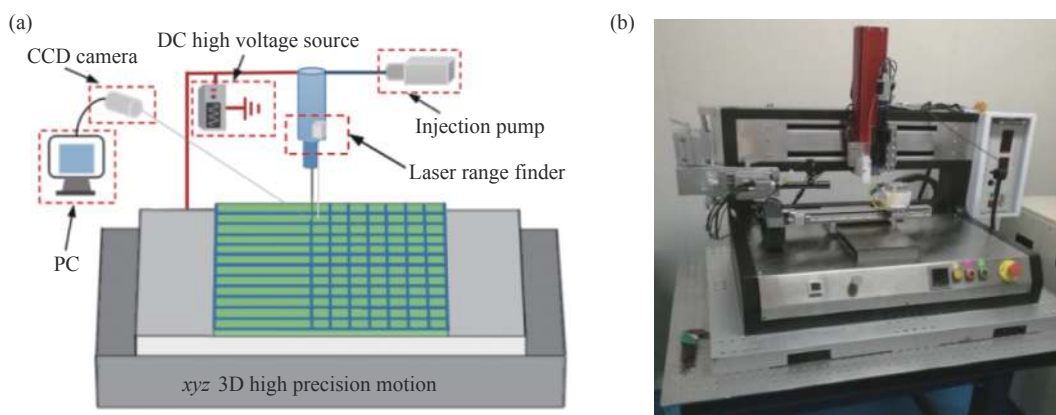 (a)
(b)
DC high voltage source
CCD camera
Injection pump
Laser range finder
PC
xyz 3D high precision motion